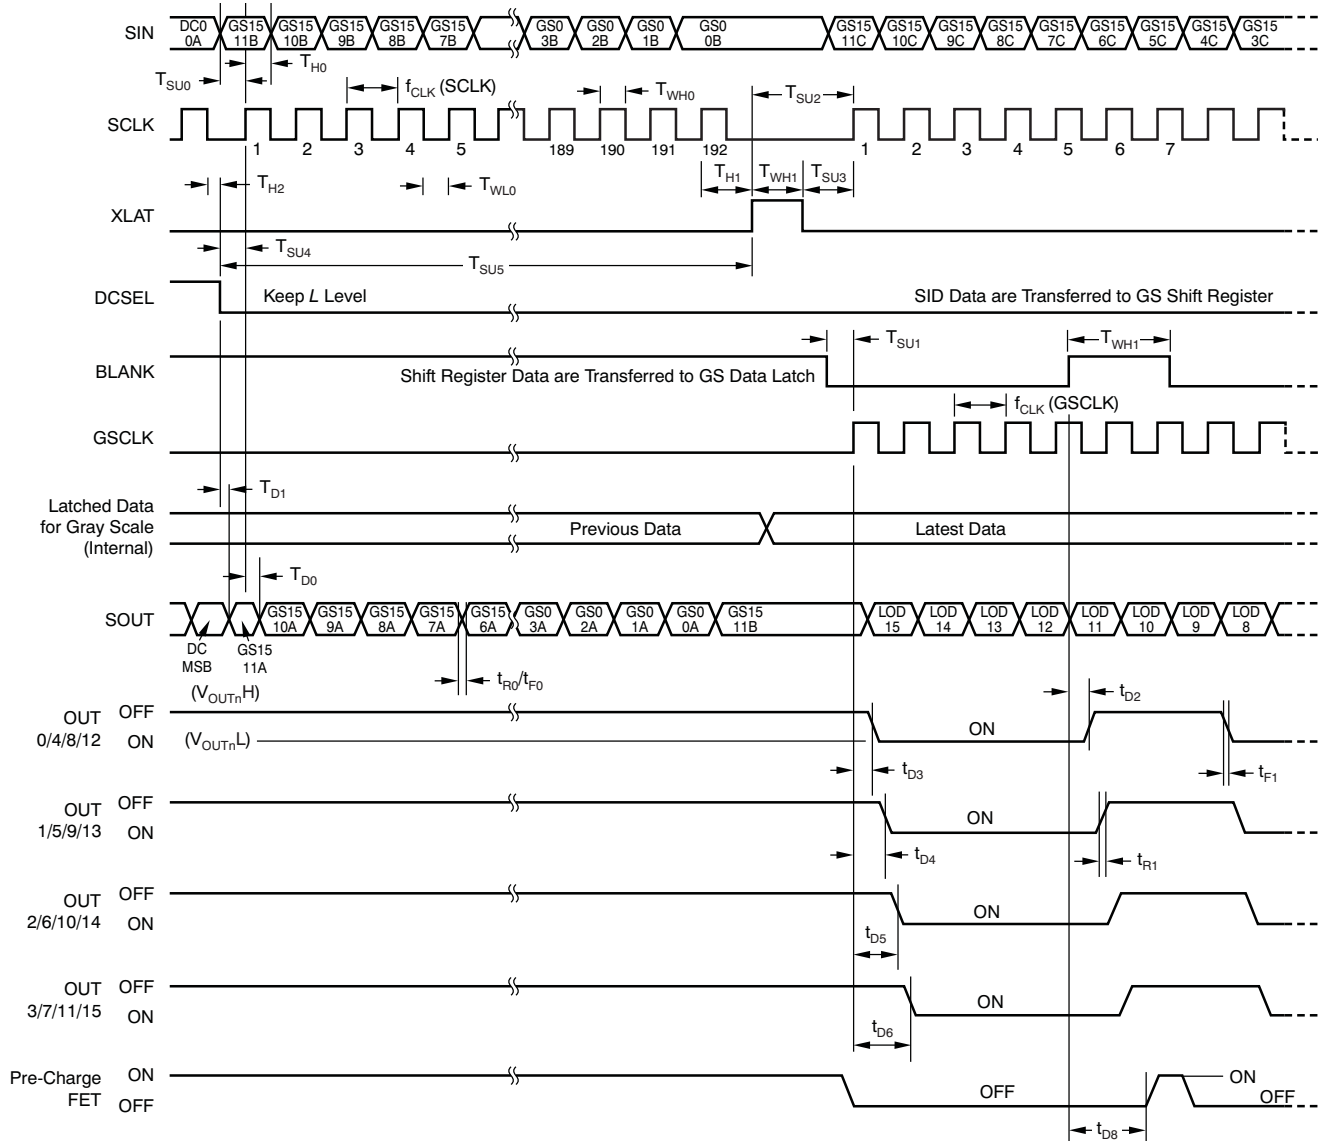 SIN DC0 GS15 GS15 GS15 GS15 GS15 GS0 GS0 GS0 GS0 GS15 GS15 GS15 GS15 GS15 GS15 GS15 GS15 GS15
0A 11B 10B 9B 8B 7B 3B 2B 1B 0B 11C 10C 9C 8C 7C 6C 5C 4C 3C
TSU0 TH0 fCLK (SCLK) TWH0 TSU2
SCLK
1 2 3 4 5 189 190 191 192 1 2 3 4 5 6 7
TH2 TWL0 TH1 TWH1 TSU3
XLAT
TSU4
TSU5
DCSEL Keep L Level SID Data are Transferred to GS Shift Register
TSU1 TWH1
BLANK Shift Register Data are Transferred to GS Data Latch
fCLK (GSCLK)
GSCLK
TD1
Latched Data
for Gray Scale
(Internal)
Previous Data Latest Data
TD0
SOUT GS15 GS15 GS15 GS15 GS15 GS0 GS0 GS0 GS0 GS15 LOD LOD LOD LOD LOD LOD LOD LOD
10A 9A 8A 7A 6A 3A 2A 1A 0A 11B 15 14 13 12 11 10 9 8
DC
MSB
GS15
11A
tR0/tF0
(VOUTnH)
tD2
OUT
0/4/8/12
OFF
ON
(VOUTnL)
ON
tD3 tF1
OUT
1/5/9/13
OFF
ON
ON
tD4 tR1
OUT
2/6/10/14
OFF
ON
ON
tD5
OUT
3/7/11/15
OFF
ON
ON
tD6
Pre-Charge
FET
ON
OFF
OFF
ON
OFF
tD8